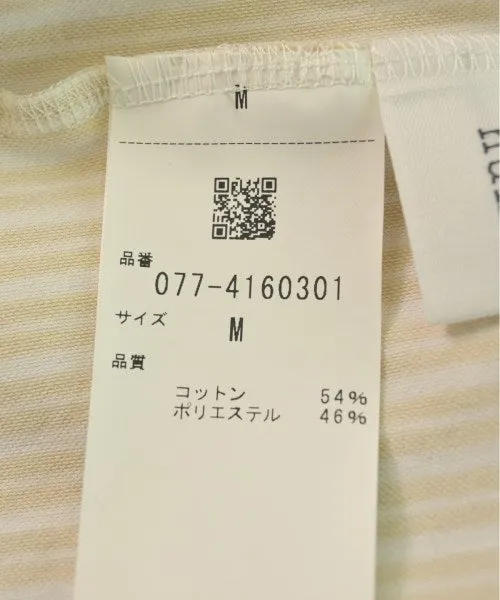 M
品番
077-4160301
サイズ M
品質
コットン 54%
ポリエステル 46%